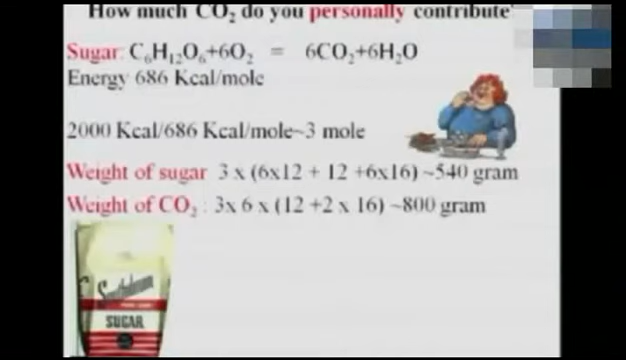 How much CO₂ do you personally contribute
Sugar: C₆H₁₂O₆+6O₂ = 6CO₂+6H₂O
Energy 686 Kcal/mole
2000 Kcal/686 Kcal/mole~3 mole
Weight of sugar 3 x (6x12 + 12 +6x16) ~540 gram
Weight of CO₂ : 3x 6 x (12 +2 x 16) ~800 gram
SUGAR